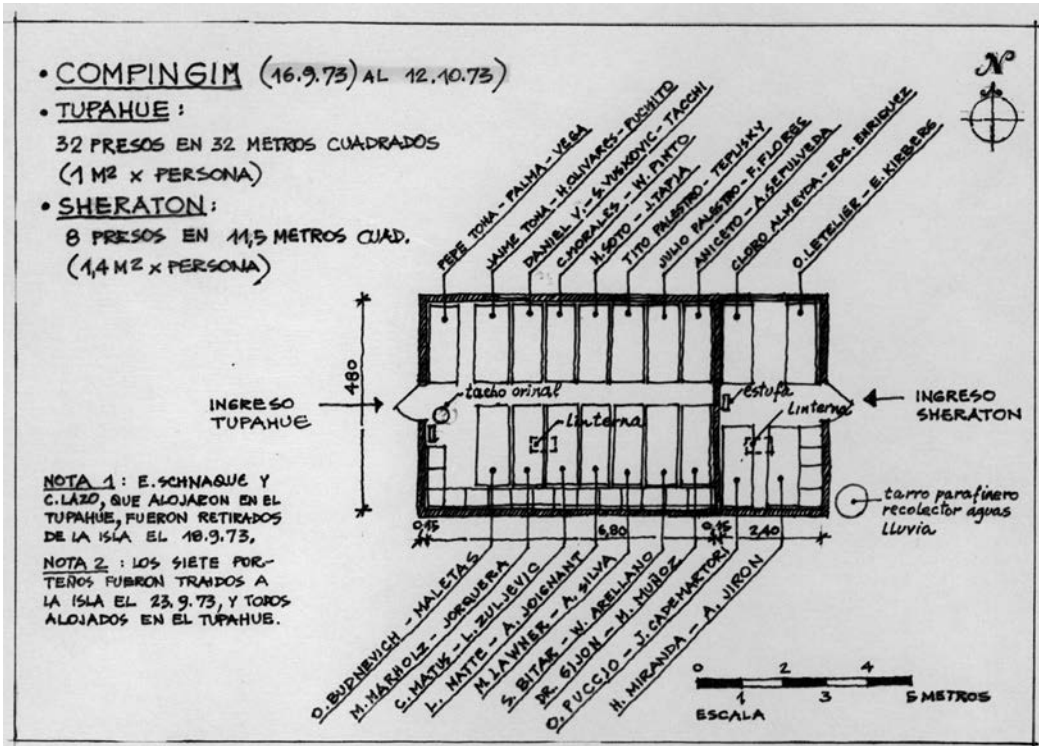 • COMPINGIM (16.9.73) AL 12.10.73)
• TUPAHUE :
32 PRESOS EN 32 METROS CUADRADOS
(1 M² x PERSONA)
• SHERATON :
8 PRESOS EN 11,5 METROS CUAD.
(1,4 M² x PERSONA)
N
PEPE TOHA - PALMA - VEGA
JAIME TOHA - H. OLIVARES - PUCHITO
DANIEL V. - S. VUSKOVIC - TACCHI
C. MORALES - W. PINTO
H. SOTO - J. TAPIA
TITO PALESTRO - TEPLISKY
JULIO PALESTRO - F. FLORES
ANICETO - A. SEPULVEDA
CLORO ALMEYDA - EDG. ENRIQUEZ
O. LETELIER - E. KIRBERG
480
INGRESO
TUPAHUE
tacho orinal
Linterna
estufa
Linterna
INGRESO
SHERATON
tarro parafinero
recolector aguas
lluvia.
0,15
6,80
0,15
2,40
NOTA 1 : E. SCHNAQUE Y
C. LAZO, QUE ALOJARON EN EL
TUPAHUE, FUERON RETIRADOS
DE LA ISLA EL 18.9.73.
NOTA 2 : LOS SIETE POR-
TEÑOS FUERON TRAIDOS A
LA ISLA EL 23.9.73, Y TODOS
ALOJADOS EN EL TUPAHUE.
O. BUDNEVICH - MALETAS
M. MARHOLZ - JORQUERA
C. MATUS - L. ZULJEVIC
L. MATTE - A. JOIGNANT
M. LAWNER - A. SILVA
S. BITAR - W. ARELLANO
DR. GIJON - M. MUÑOZ
O. PUCCIO - J. CADEMARTORI
H. MIRANDA - A. JIRON
0 2 4
1 3 5 METROS
ESCALA